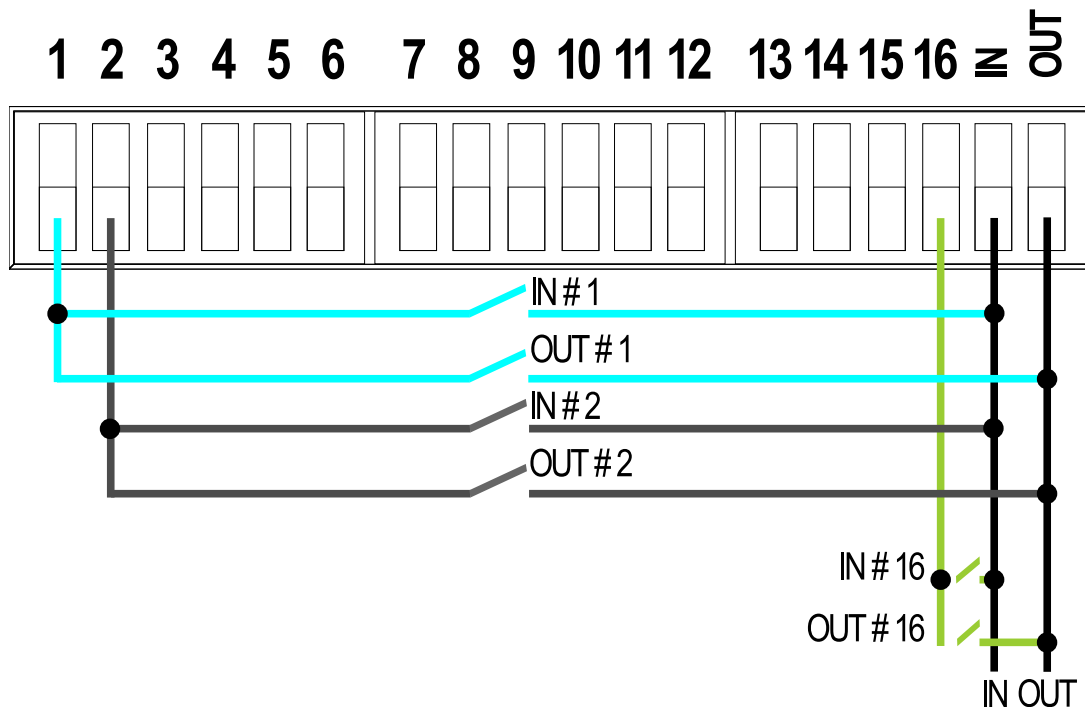 1 2 3 4 5 6 7 8 9 10 11 12 13 14 15 16 IN OUT
IN # 1
OUT # 1
IN # 2
OUT # 2
IN # 16
OUT # 16
IN OUT